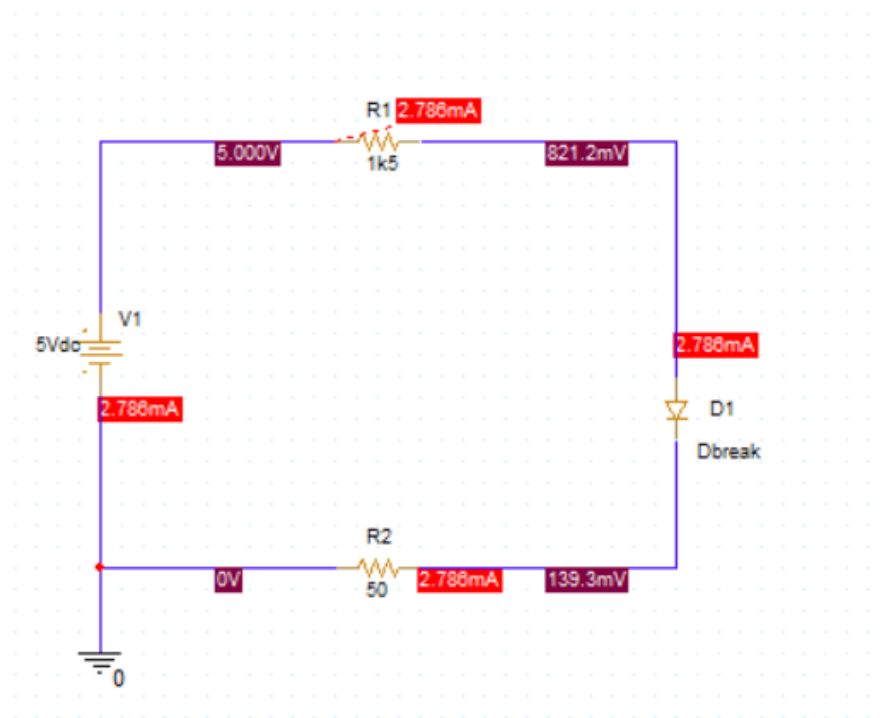 R1 2.786mA
5.000V
1k5
821.2mV
V1
5Vdc
2.786mA
2.786mA
D1
Dbreak
R2
0V
50
2.786mA
139.3mV
0